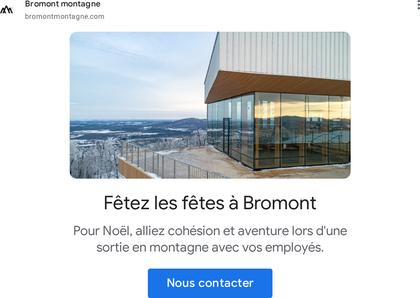 Bromont montagne
bromontmontagne.com
Fêtez les fêtes à Bromont
Pour Noël, alliez cohésion et aventure lors d'une
sortie en montagne avec vos employés.
Nous contacter